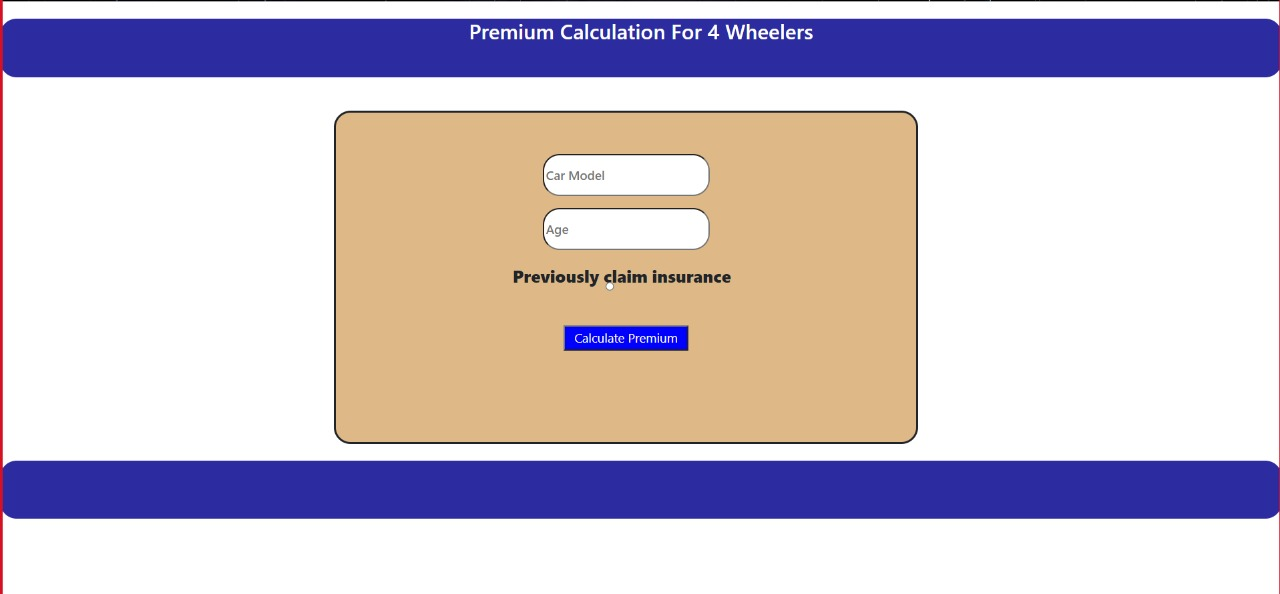 Premium Calculation For 4 Wheelers
Car Model
Age
Previously claim insurance
Calculate Premium